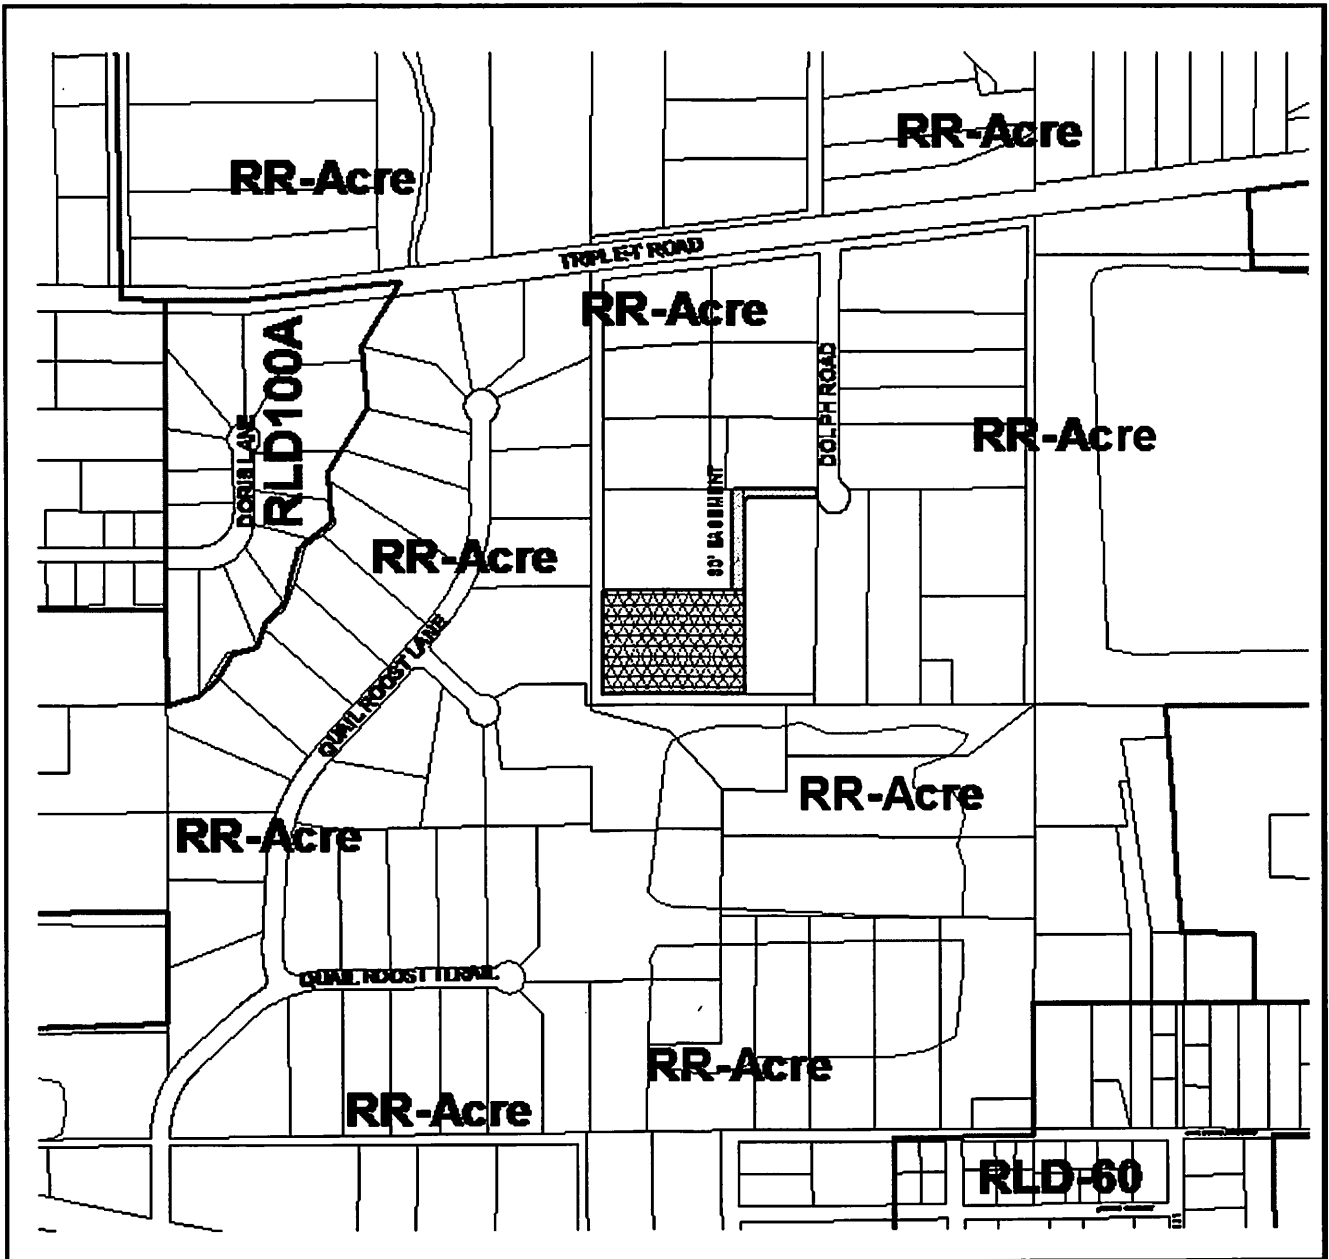 RR-Acre
RR-Acre
TRIPLET ROAD
RR-Acre
RLD100A
DORIS LANE
DOLPH ROAD
RR-Acre
EASEMENT
RR-Acre
QUAIL ROOST LANE
RR-Acre
RR-Acre
QUAIL ROOST TRAIL
RR-Acre
RR-Acre
RLD-60